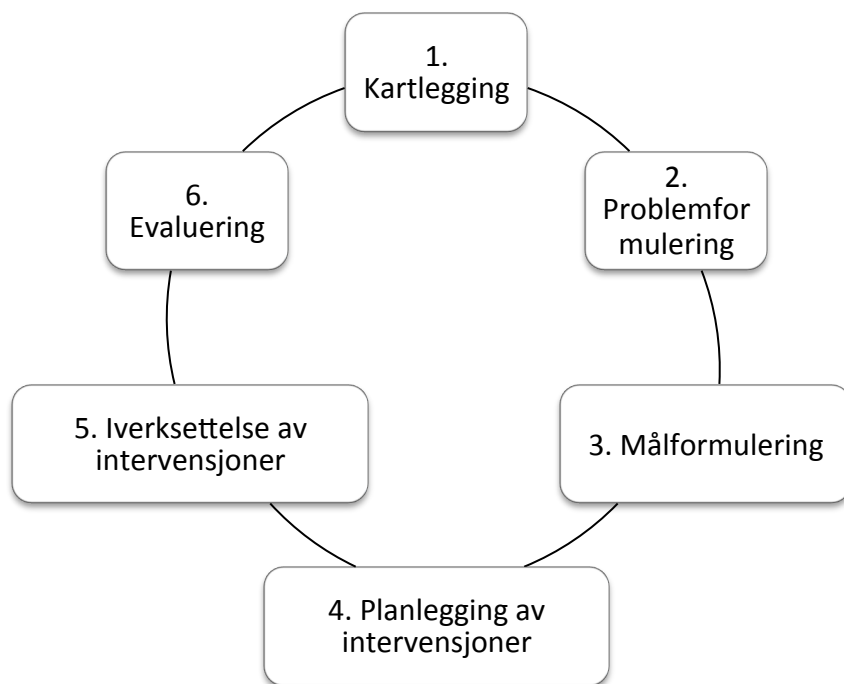 1.
Kartlegging
2.
Problemfor
mulering
3. Målformulering
4. Planlegging av
intervensjoner
5. Iverksettelse av
intervensjoner
6.
Evaluering